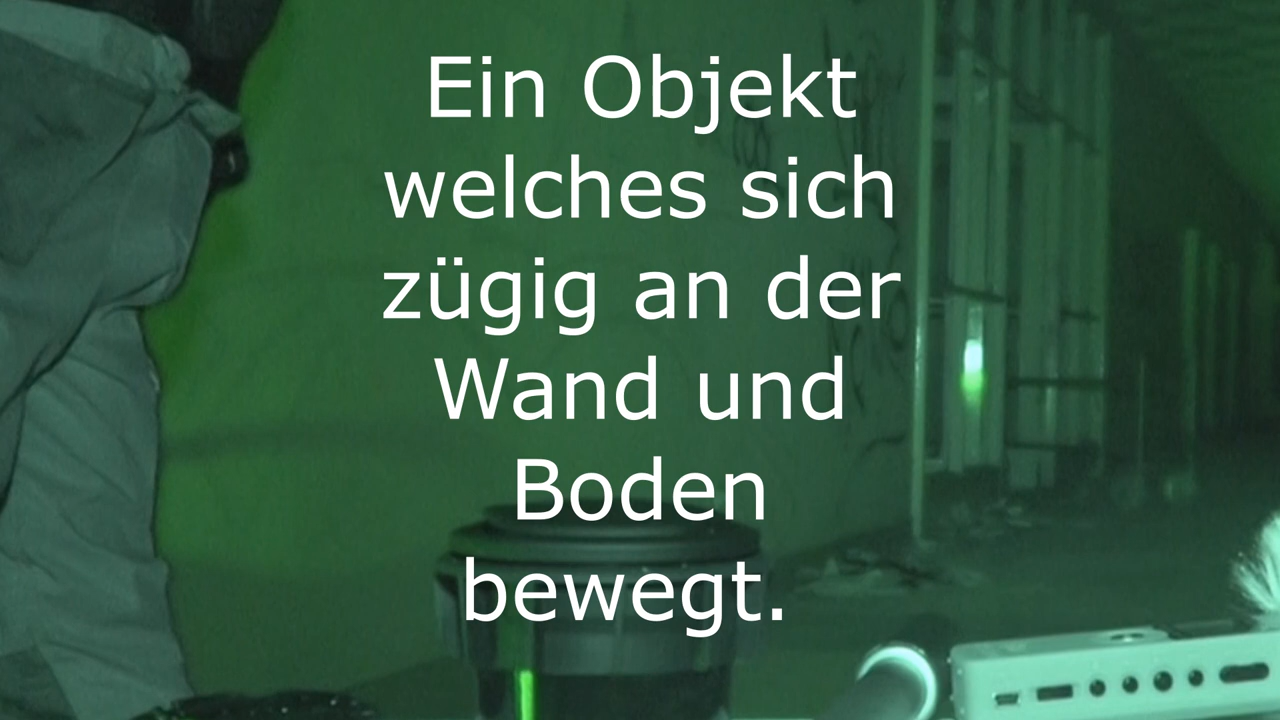 Ein Objekt
welches sich
zügig an der
Wand und
Boden
bewegt.